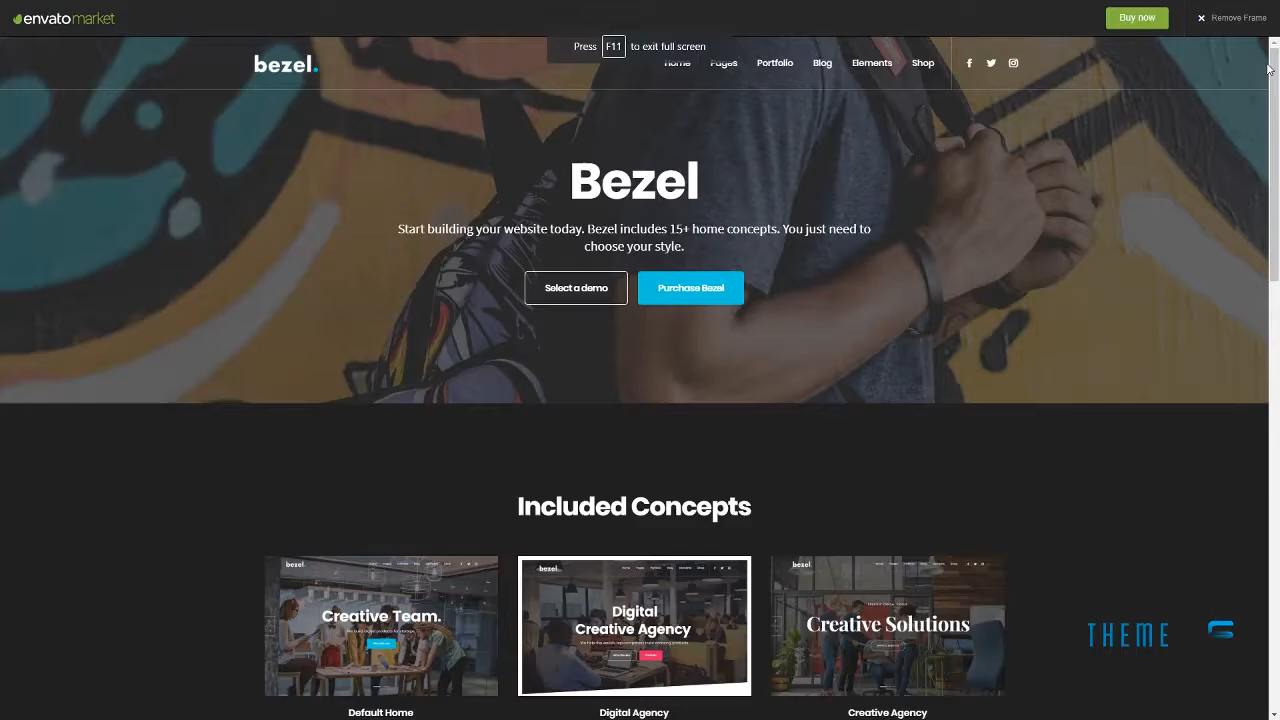 envatomarket
Buy now
Remove Frame
Press F11 to exit full screen
bezel.
Home
Pages
Portfolio
Blog
Elements
Shop
Bezel
Start building your website today. Bezel includes 15+ home concepts. You just need to
choose your style.
Select a demo
Purchase Bezel
Included Concepts
bezel
Creative Team.
bezel.
Digital
Creative Agency
bezel
Creative Solutions
THEME
Default Home
Digital Agency
Creative Agency